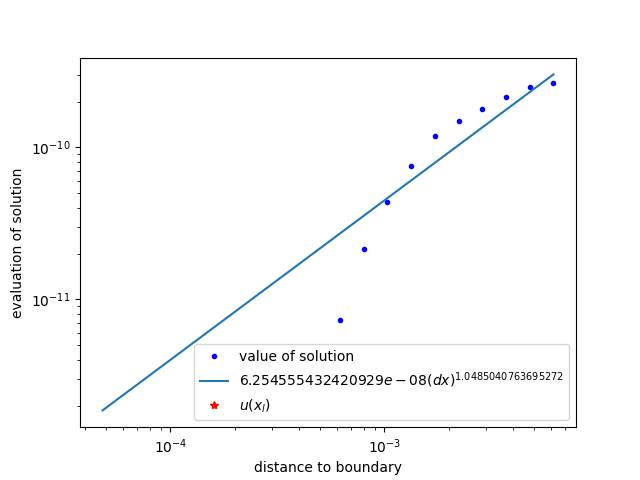 10⁻¹⁰
10⁻¹¹
evaluation of solution
value of solution
6.254555432420929e − 08(dx)^1.0485040763695272
u(x_l)
10⁻⁴
10⁻³
distance to boundary